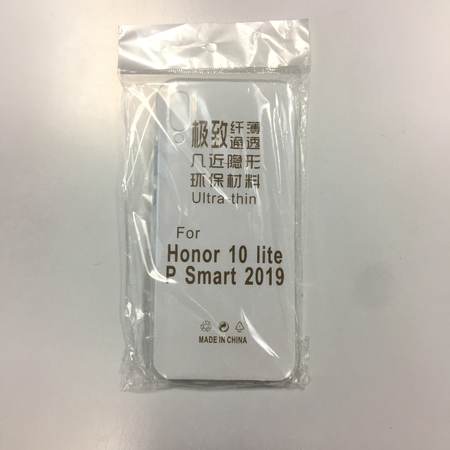 极致纤薄
通透
几近隐形
环保材料
Ultra-thin
For
Honor 10 lite
P Smart 2019
MADE IN CHINA